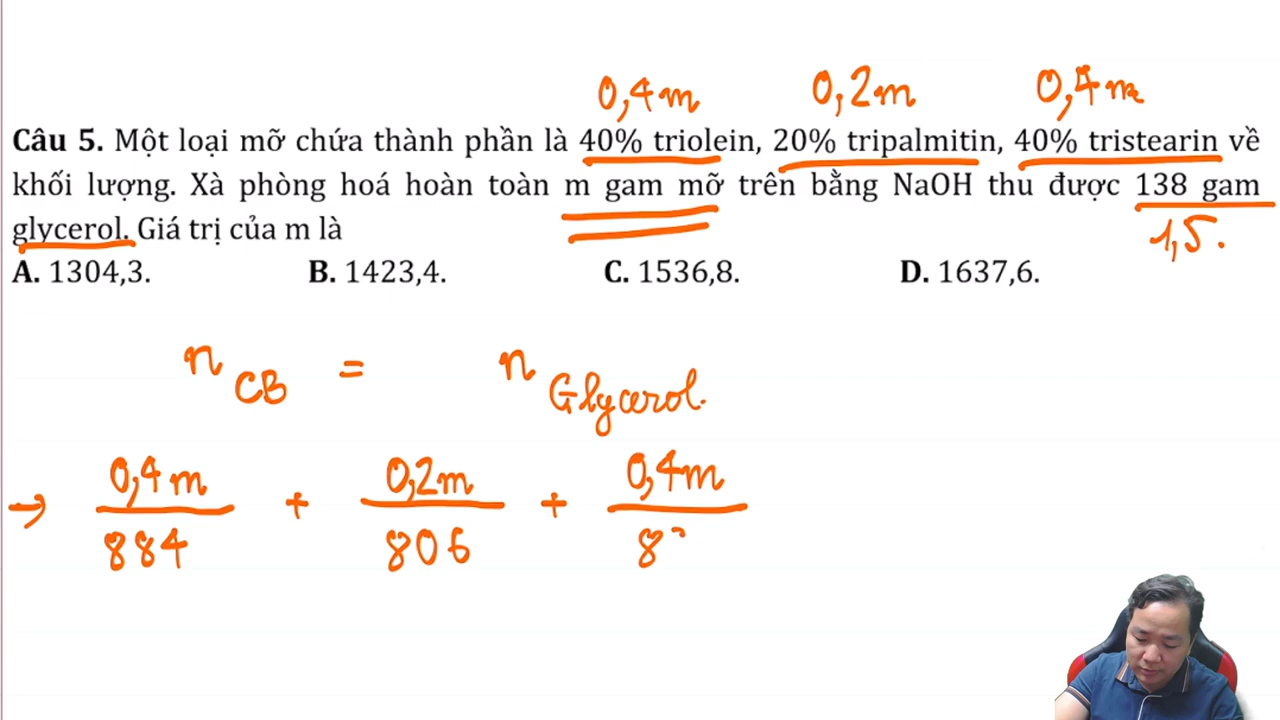 0,4m 0,2m 0,4m
Câu 5. Một loại mỡ chứa thành phần là 40% triolein, 20% tripalmitin, 40% tristearin về
khối lượng. Xà phòng hoá hoàn toàn m gam mỡ trên bằng NaOH thu được 138 gam
glycerol. Giá trị của m là
1,5.
A. 1304,3. B. 1423,4. C. 1536,8. D. 1637,6.
n CB = n Glycerol.
→ 0,4m + 0,2m + 0,4m
884 806 8